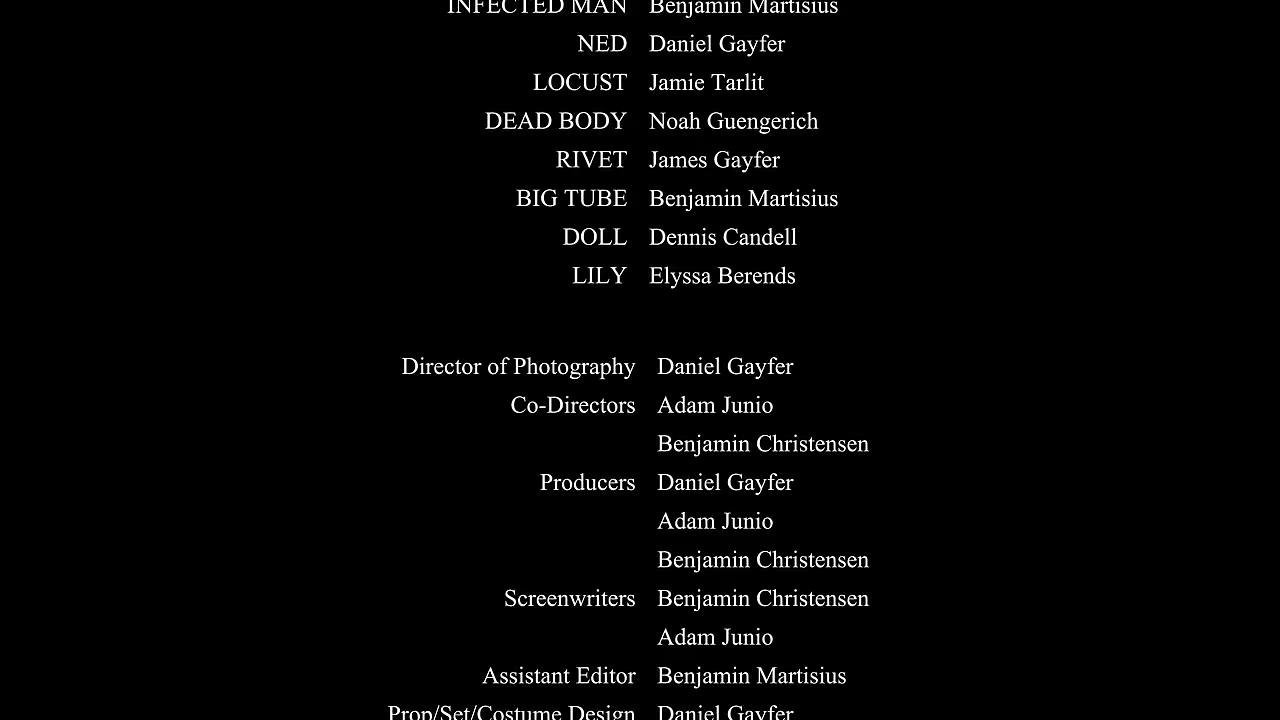 INFECTED MAN Benjamin Martisius
NED Daniel Gayfer
LOCUST Jamie Tarlit
DEAD BODY Noah Guengerich
RIVET James Gayfer
BIG TUBE Benjamin Martisius
DOLL Dennis Candell
LILY Elyssa Berends
Director of Photography Daniel Gayfer
Co-Directors Adam Junio
Benjamin Christensen
Producers Daniel Gayfer
Adam Junio
Benjamin Christensen
Screenwriters Benjamin Christensen
Adam Junio
Assistant Editor Benjamin Martisius
Prop/Set/Costume Design Daniel Gayfer